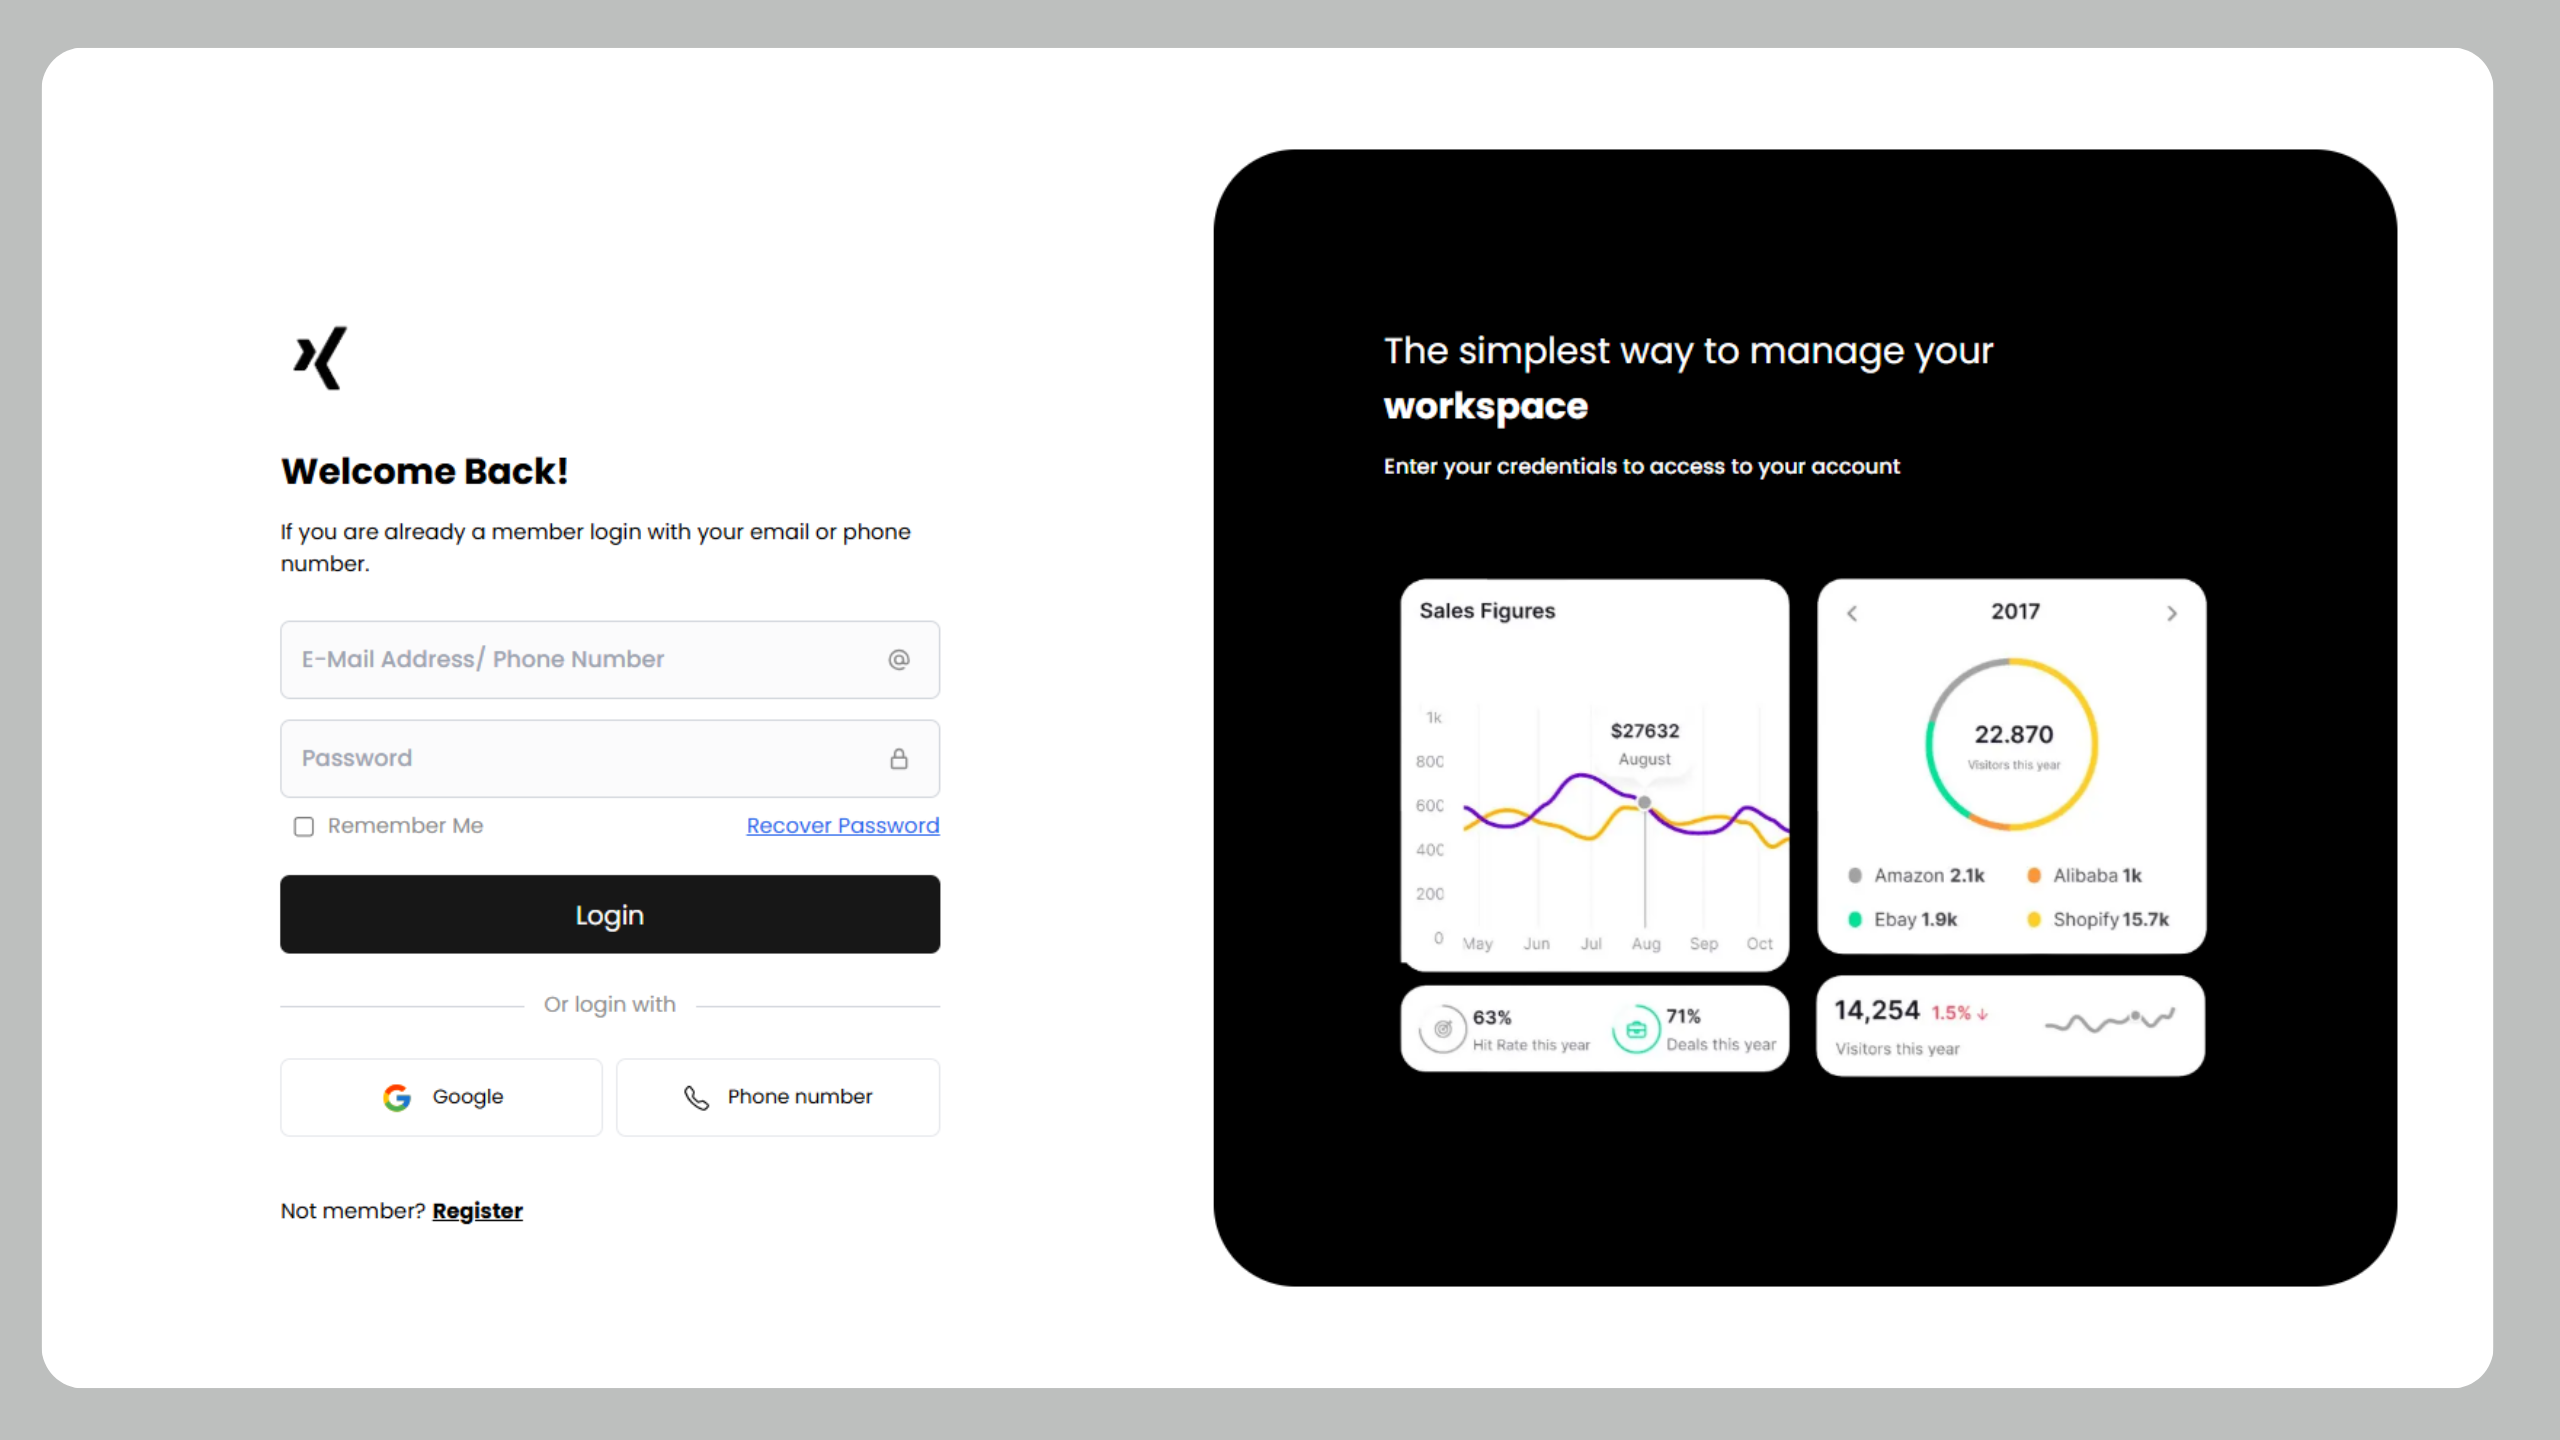 Welcome Back!
If you are already a member login with your email or phone
number.
E-Mail Address/ Phone Number
Password
Remember Me
Recover Password
Login
Or login with
Google
Phone number
Not member? Register
The simplest way to manage your
workspace
Enter your credentials to access to your account
Sales Figures
1k
800
600
400
200
0
$27632
August
May Jun Jul Aug Sep Oct
63%
Hit Rate this year
71%
Deals this year
2017
22.870
Visitors this year
Amazon 2.1k
Alibaba 1k
Ebay 1.9k
Shopify 15.7k
14,254 1.5%
Visitors this year